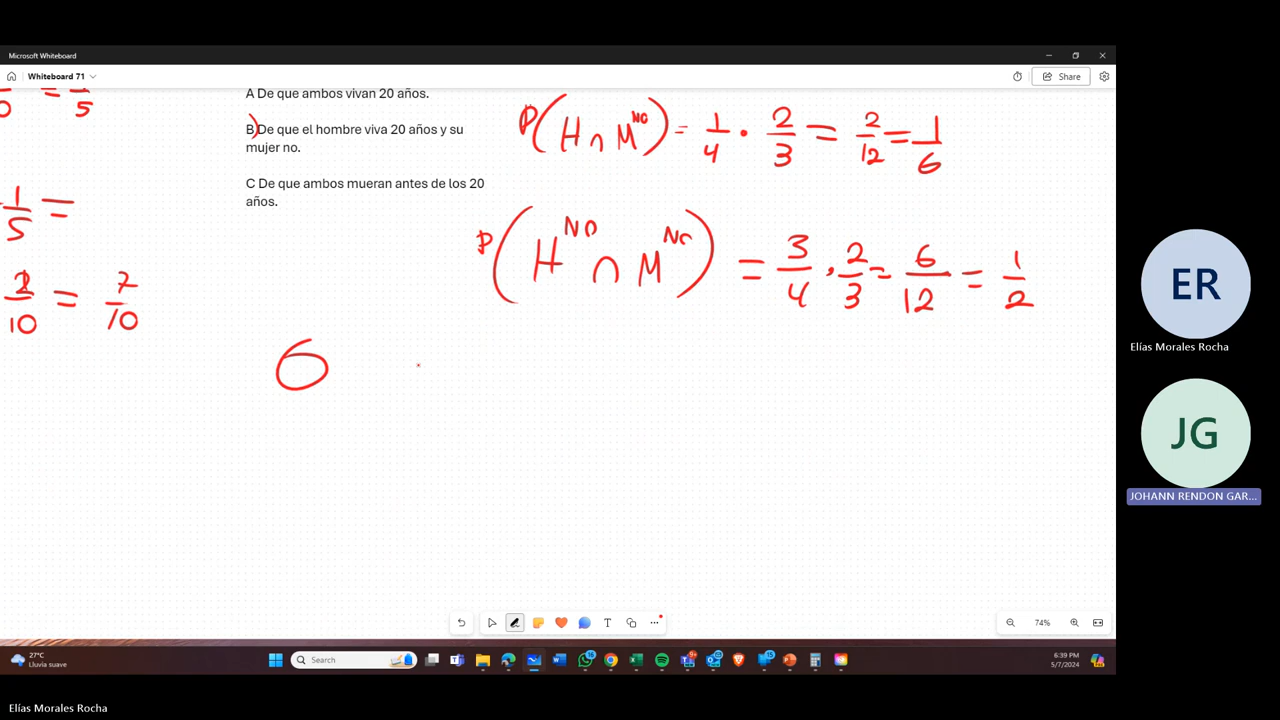 Microsoft Whiteboard
Whiteboard 71
Share
A De que ambos vivan 20 años.
B) De que el hombre viva 20 años y su
mujer no.
C De que ambos mueran antes de los 20
años.
P(H ∩ M^NO) = 1/4 · 2/3 = 2/12 = 1/6
P(H^NO ∩ M^NO) = 3/4 · 2/3 = 6/12 = 1/2
= 1/5
1/5 =
10 = 7/10
6
74%
ER
Elías Morales Rocha
JG
JOHANN RENDON GAR...
27°C
Lluvia suave
Search
6:39 PM
5/7/2024
Elías Morales Rocha